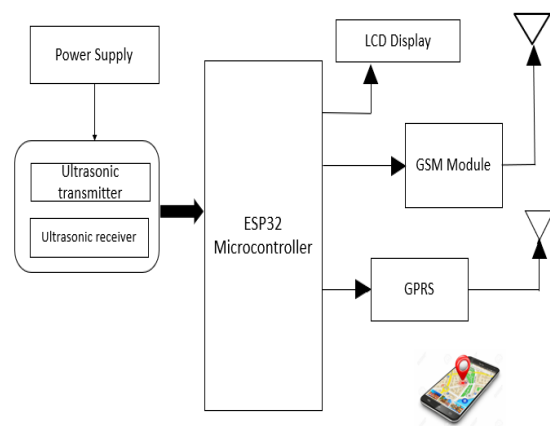 Power Supply
Ultrasonic
transmitter
Ultrasonic receiver
ESP32
Microcontroller
LCD Display
GSM Module
GPRS